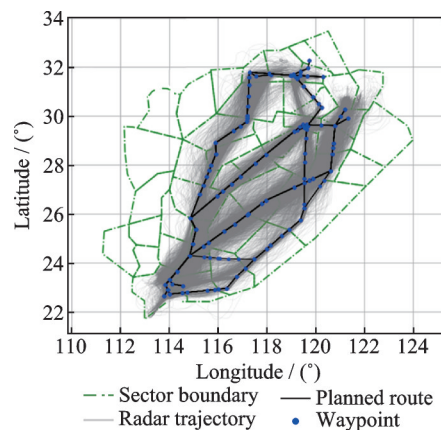 34
32
30
28
26
24
22
Latitude / (°)
110 112 114 116 118 120 122 124
Longitude / (°)
Sector boundary Planned route
Radar trajectory Waypoint